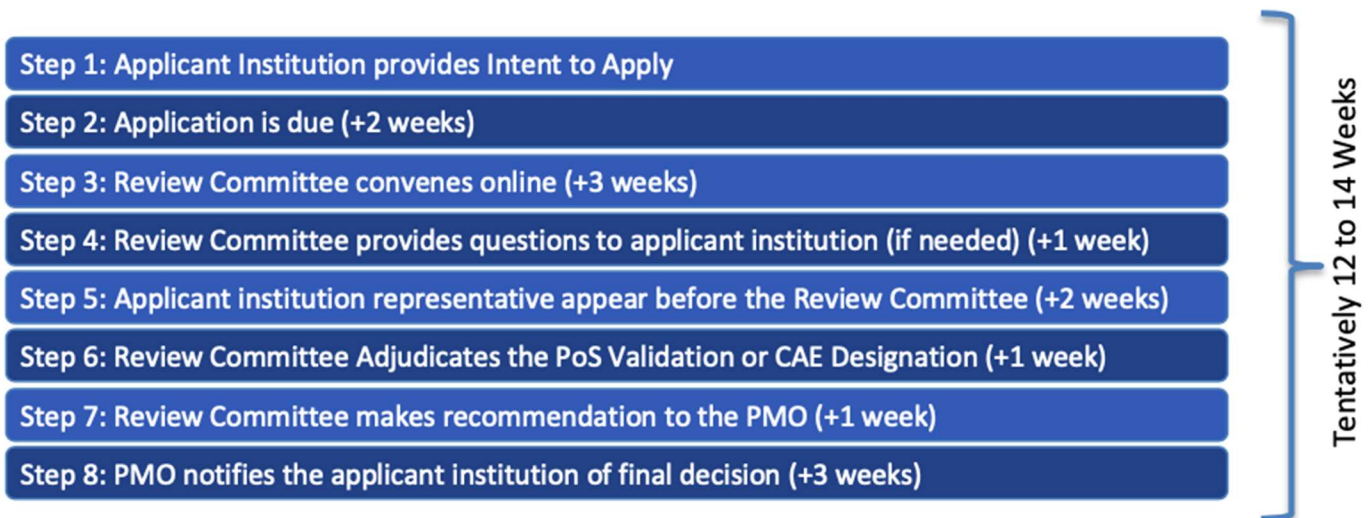 Step 1: Applicant Institution provides Intent to Apply
Step 2: Application is due (+2 weeks)
Step 3: Review Committee convenes online (+3 weeks)
Step 4: Review Committee provides questions to applicant institution (if needed) (+1 week)
Step 5: Applicant institution representative appear before the Review Committee (+2 weeks)
Step 6: Review Committee Adjudicates the PoS Validation or CAE Designation (+1 week)
Step 7: Review Committee makes recommendation to the PMO (+1 week)
Step 8: PMO notifies the applicant institution of final decision (+3 weeks)
Tentatively 12 to 14 Weeks